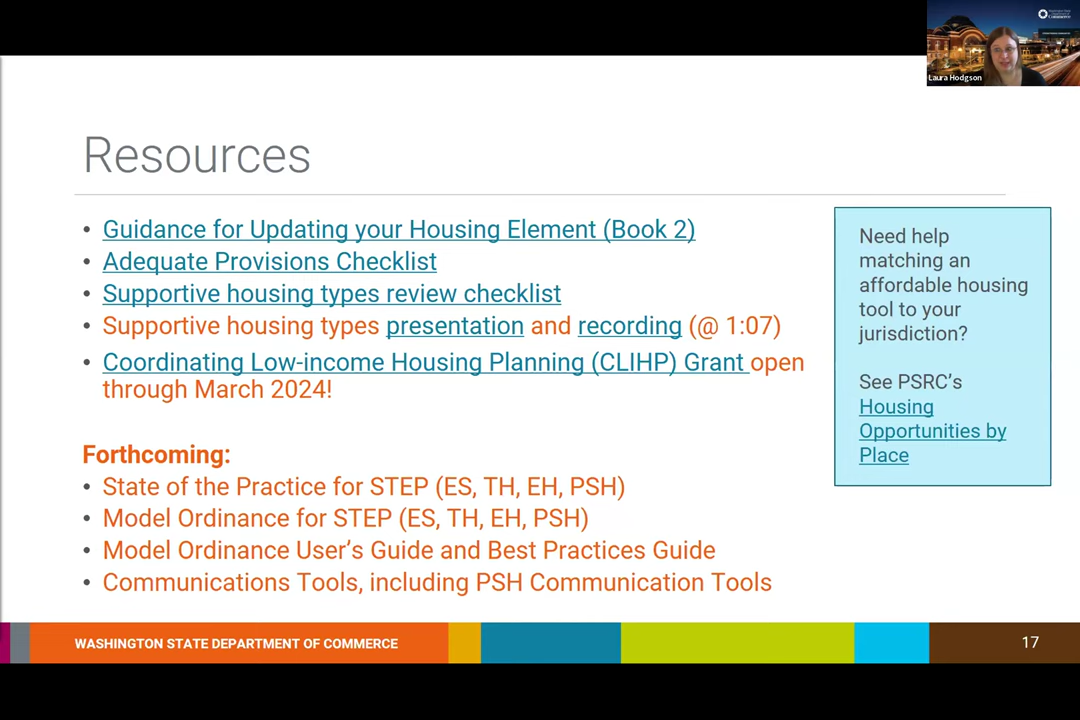 Commerce
Laura Hodgson
Resources
• Guidance for Updating your Housing Element (Book 2)
• Adequate Provisions Checklist
• Supportive housing types review checklist
• Supportive housing types presentation and recording (@ 1:07)
• Coordinating Low-income Housing Planning (CLIHP) Grant open
through March 2024!
Forthcoming:
• State of the Practice for STEP (ES, TH, EH, PSH)
• Model Ordinance for STEP (ES, TH, EH, PSH)
• Model Ordinance User's Guide and Best Practices Guide
• Communications Tools, including PSH Communication Tools
Need help
matching an
affordable housing
tool to your
jurisdiction?
See PSRC's
Housing
Opportunities by
Place
WASHINGTON STATE DEPARTMENT OF COMMERCE
17